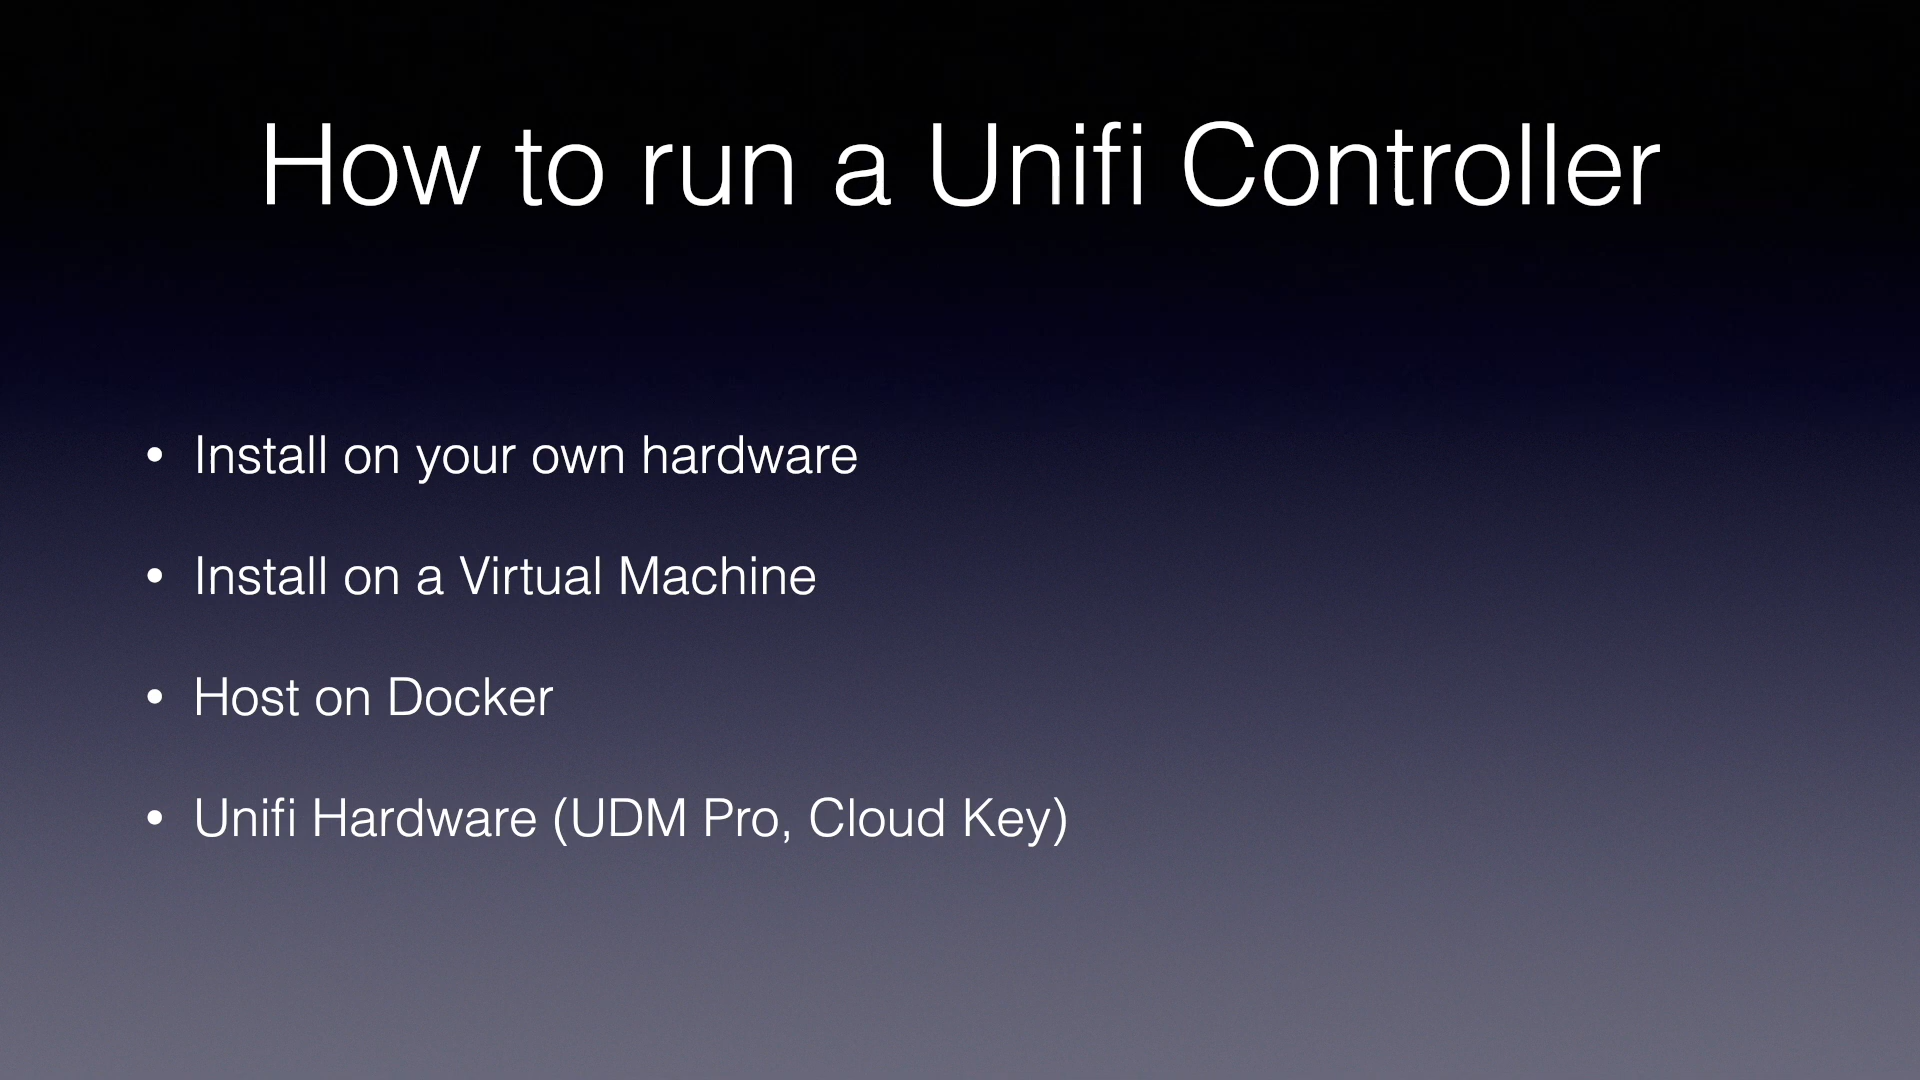 How to run a Unifi Controller
• Install on your own hardware
• Install on a Virtual Machine
• Host on Docker
• Unifi Hardware (UDM Pro, Cloud Key)